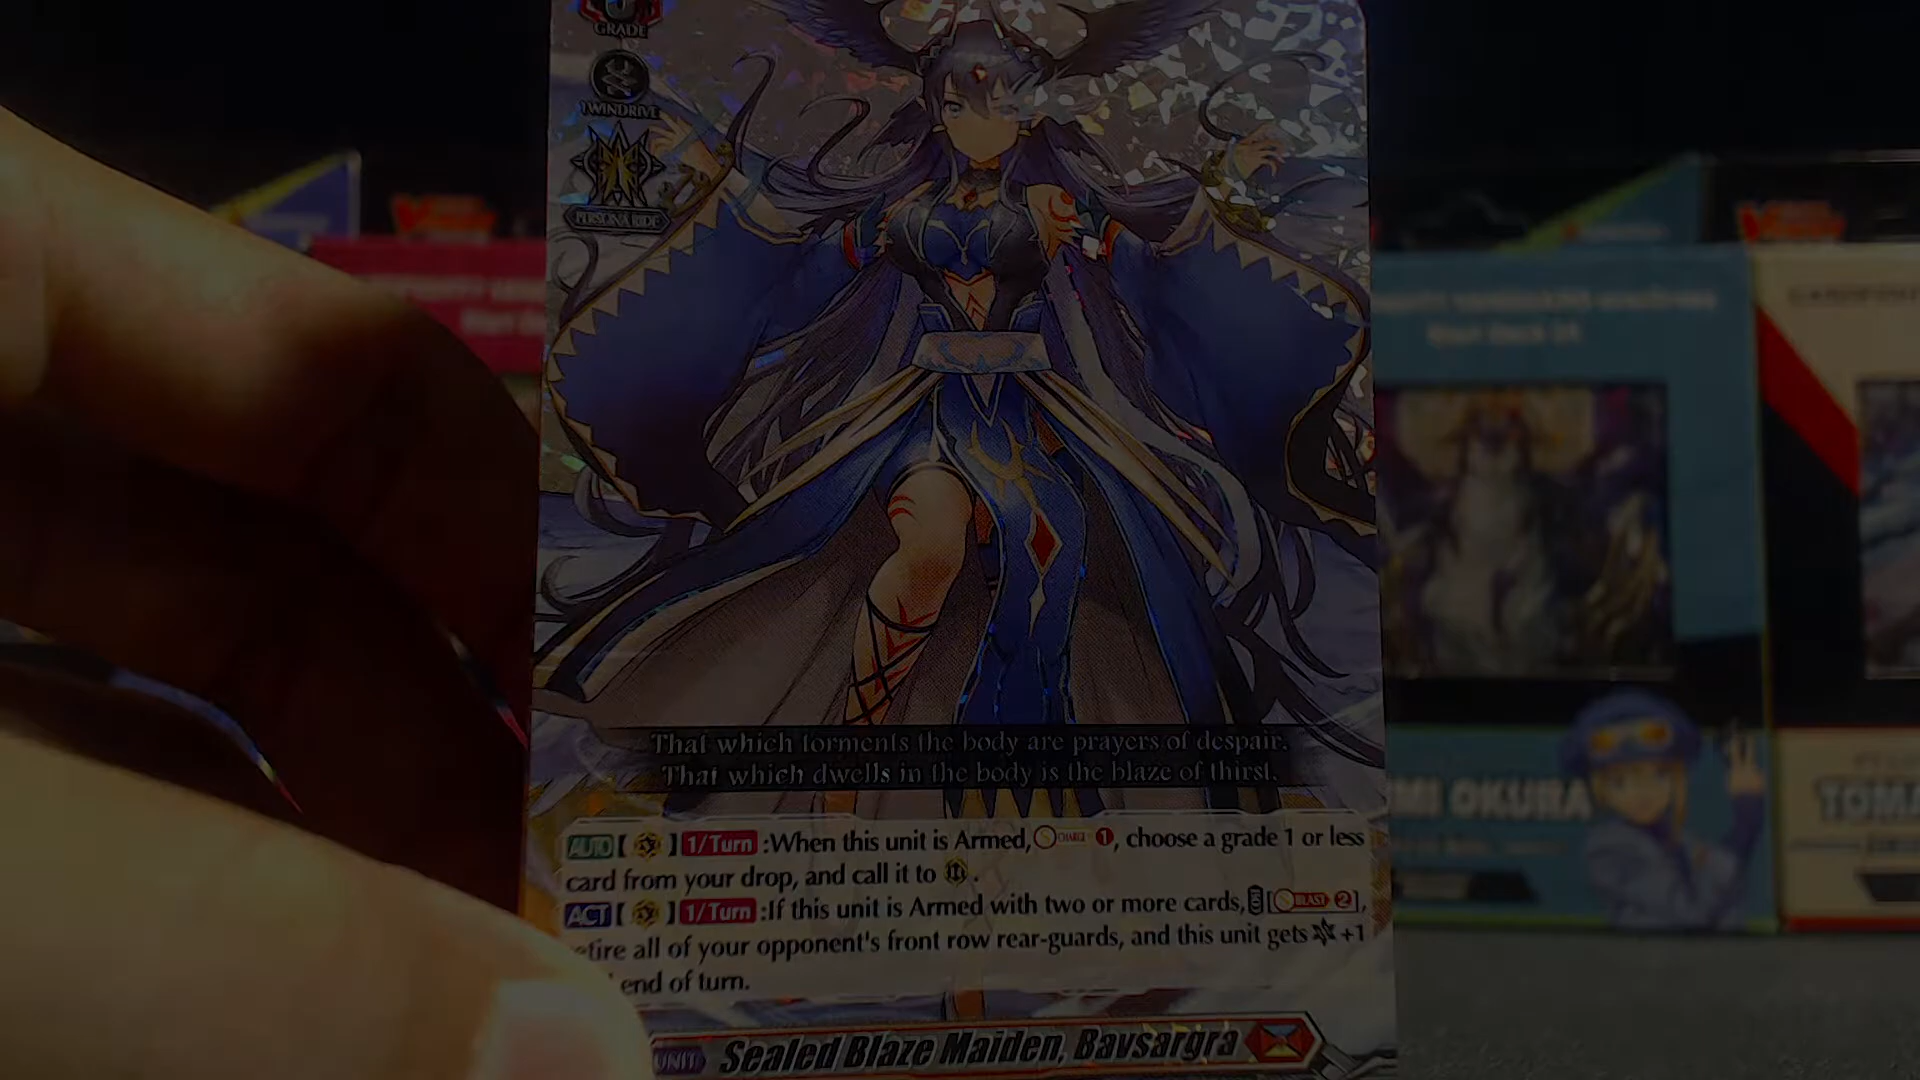 GRADE
TWINDRIVE
PERSONA RIDE
That which torments the body are prayers of despair.
That which dwells in the body is the blaze of thirst.
AUTO【 】1/Turn :When this unit is Armed, CHARGE 1, choose a grade 1 or less
card from your drop, and call it to .
ACT【 】1/Turn :If this unit is Armed with two or more cards, [ BLAST 2],
retire all of your opponent's front row rear-guards, and this unit gets +1
end of turn.
UNIT Sealed Blaze Maiden, Bavsargra
MI OKURA
TOMA